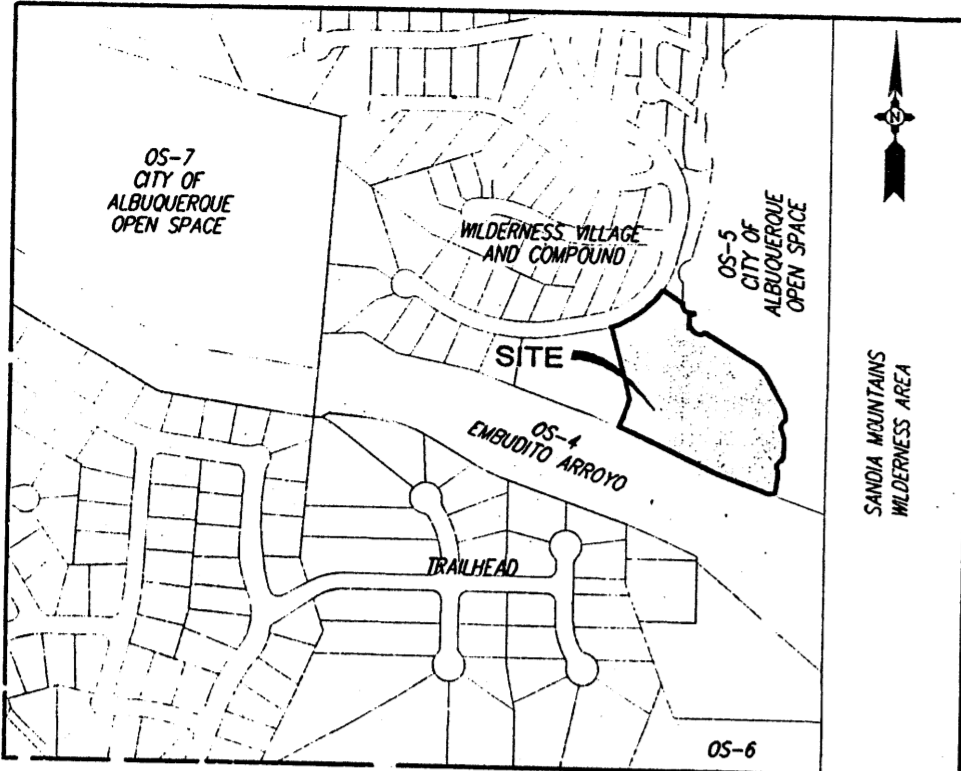 OS-7
CITY OF
ALBUQUERQUE
OPEN SPACE
N
WILDERNESS VILLAGE
AND COMPOUND
OS-5
CITY OF
ALBUQUERQUE
OPEN SPACE
SITE
OS-4
EMBUDITO ARROYO
SANDIA MOUNTAINS
WILDERNESS AREA
TRAILHEAD
OS-6